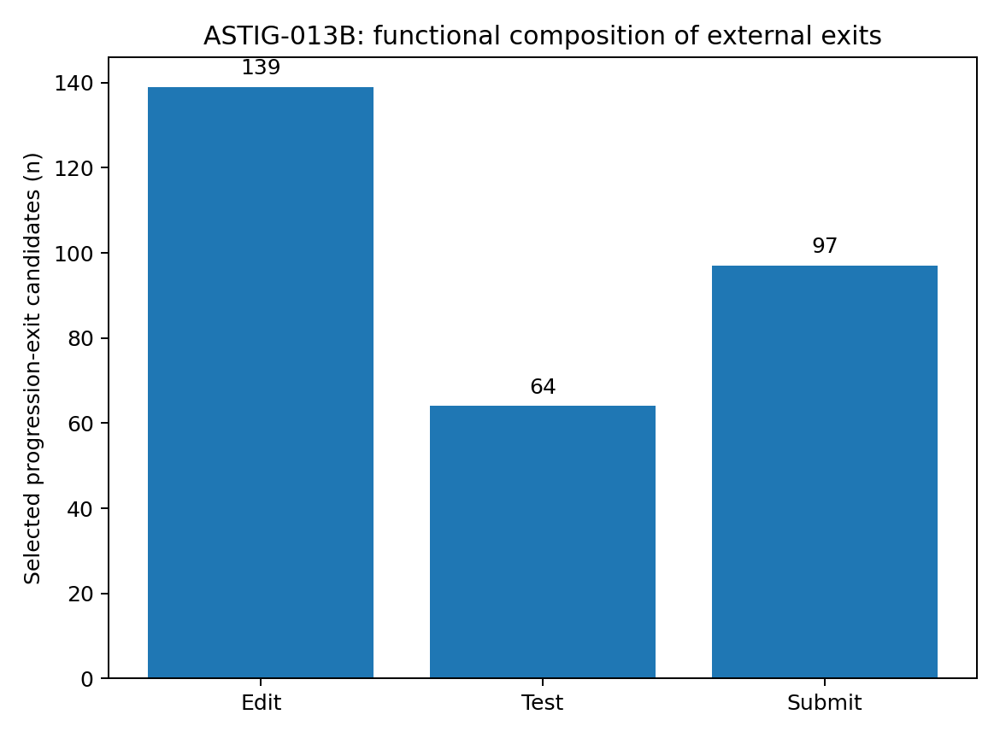 ASTIG-013B: functional composition of external exits
Selected progression-exit candidates (n)
140
120
100
80
60
40
20
0
139
64
97
Edit
Test
Submit